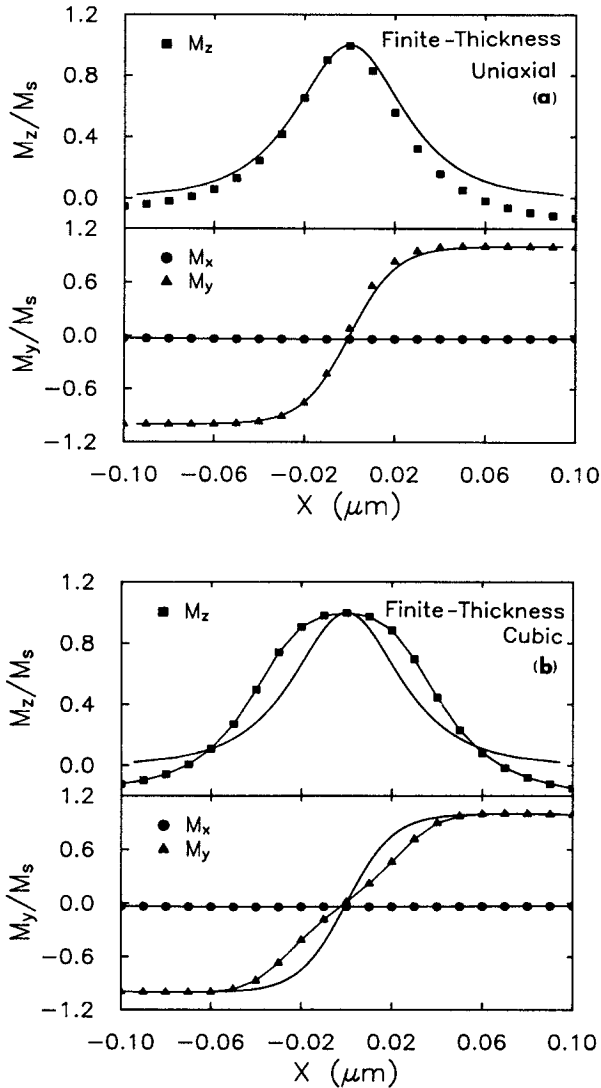 1.2
0.8
0.4
0.0
Mz/Ms
■ Mz
Finite-Thickness
Uniaxial
(a)
1.2
0.6
0.0
−0.6
−1.2
My/Ms
● Mx
▲ My
−0.10 −0.06 −0.02 0.02 0.06 0.10
X (μm)
1.2
0.8
0.4
0.0
Mz/Ms
■ Mz
Finite-Thickness
Cubic
(b)
1.2
0.6
0.0
−0.6
−1.2
My/Ms
● Mx
▲ My
−0.10 −0.06 −0.02 0.02 0.06 0.10
X (μm)